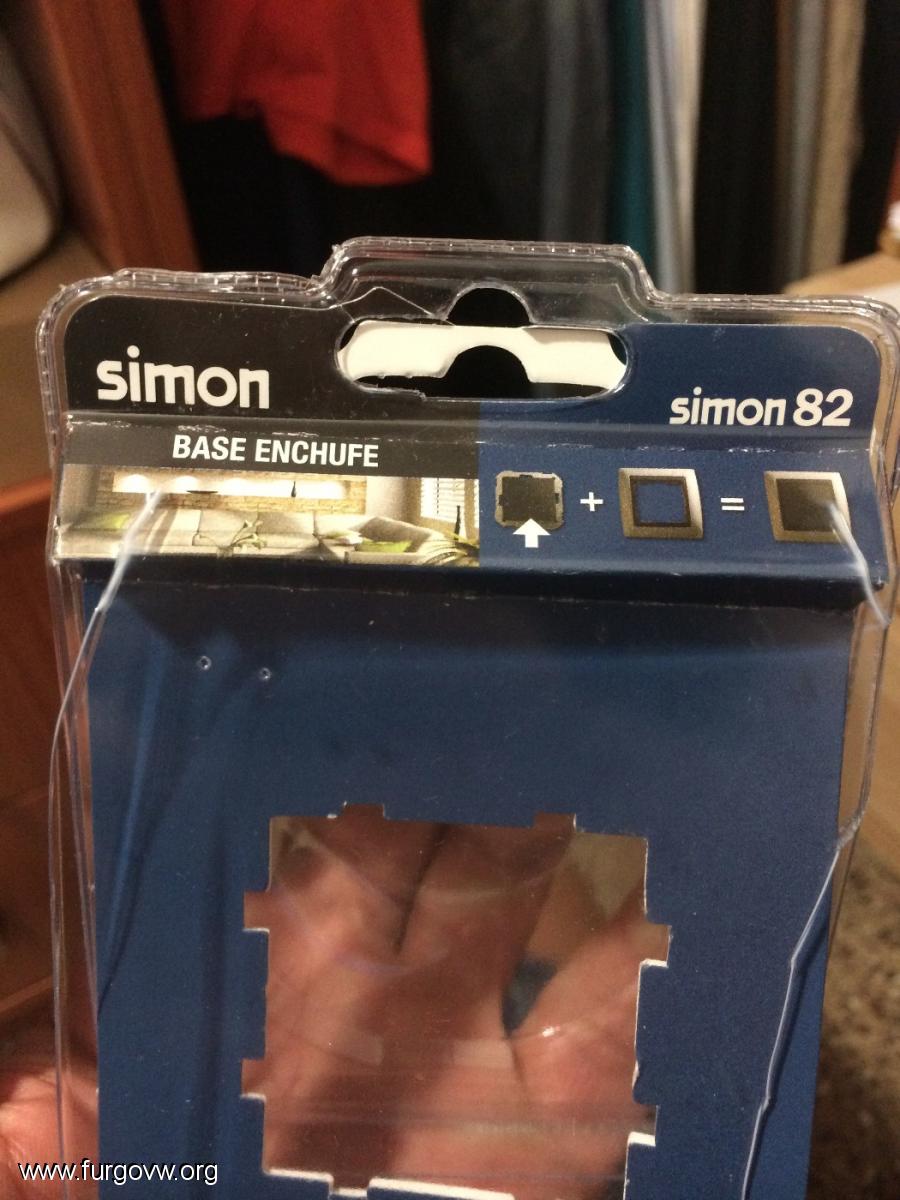 simon
simon 82
BASE ENCHUFE
+ =
www.furgovw.org